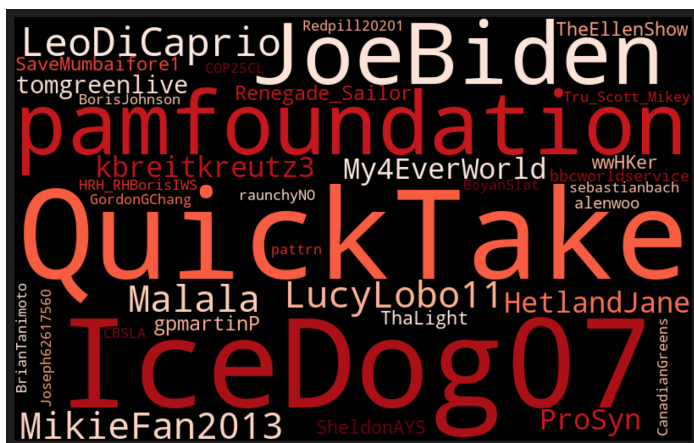 Redpill20201
TheEllenShow
LeoDiCaprio
JoeBiden
SaveMumbaifore1
COP25CL
tomgreenlive
BorisJohnson
Renegade_Sailor
Tru_Scott_Mikey
pamfoundation
kbreitkreutz3
My4EverWorld
wwHKer
bbcworldservice
HRH_RHBorisIWS
BoyanSlat
sebastianbach
GordonGChang
raunchyNO
alenwoo
QuickTake
pattrn
BrianTanimoto
Joseph62617560
Malala
LucyLobo11
HetlandJane
gpmartinP
ThaLight
CBSLA
IceDog07
CanadianGreens
MikieFan2013
SheldonAYS
ProSyn